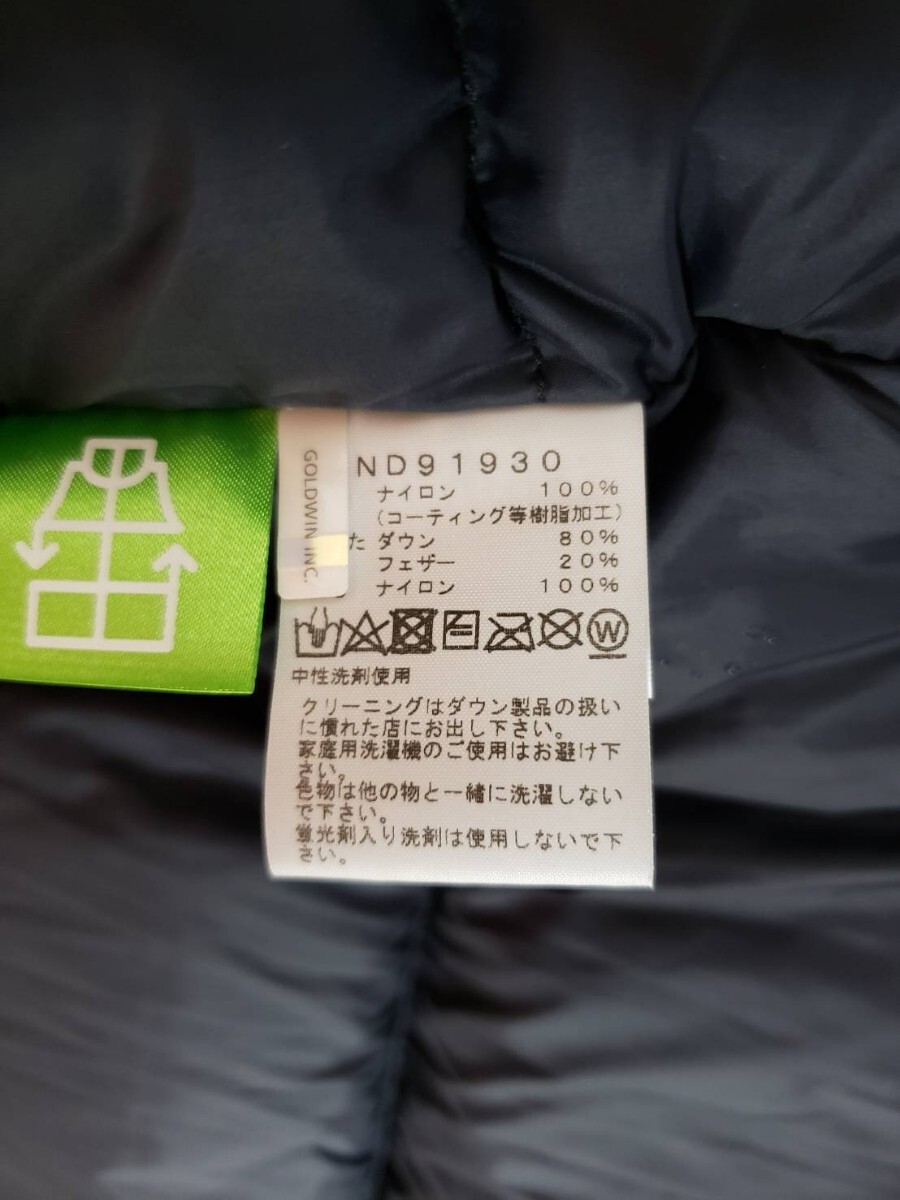 GOLDWIN INC.
ND91930
ナイロン 100%
(コーティング等樹脂加工)
た ダウン 80%
フェザー 20%
ナイロン 100%
W
中性洗剤使用
クリーニングはダウン製品の扱い
に慣れた店にお出し下さい。
家庭用洗濯機のご使用はお避け下
さい。
色物は他の物と一緒に洗濯しない
で下さい。
蛍光剤入り洗剤は使用しないで下
さい。